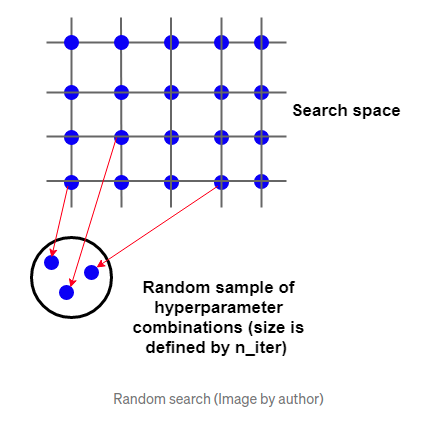 Search space
Random sample of
hyperparameter
combinations (size is
defined by n_iter)
Random search (Image by author)